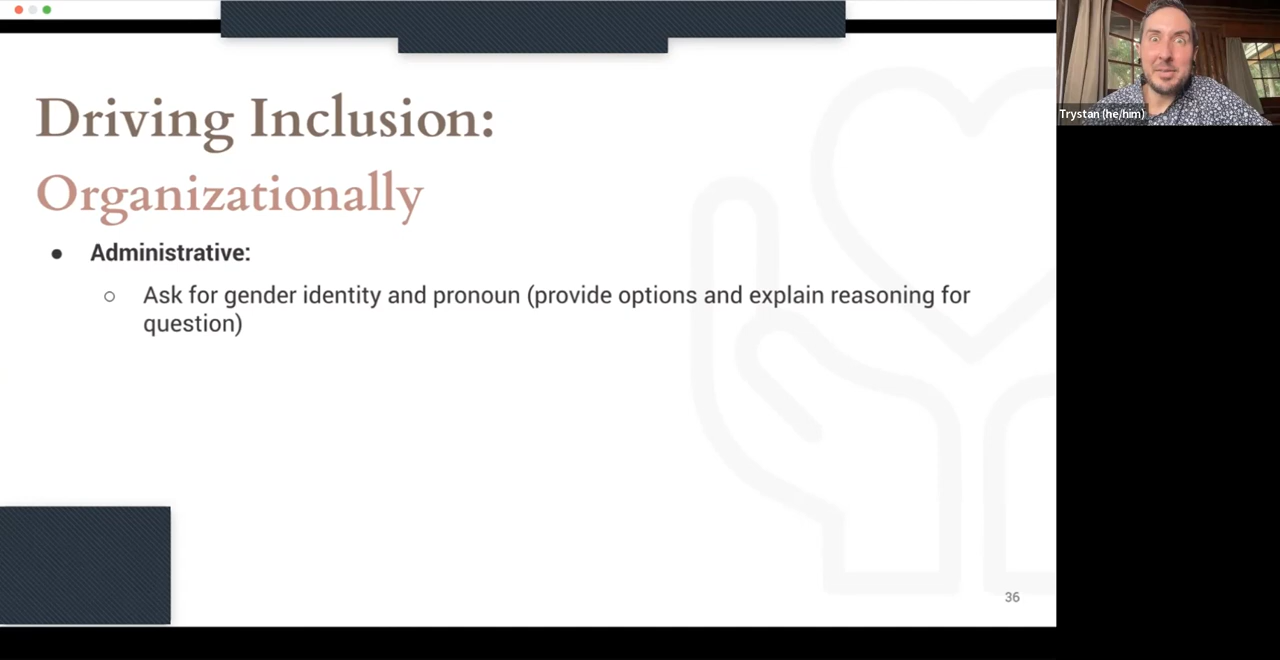 Driving Inclusion:
Organizationally
● Administrative:
○ Ask for gender identity and pronoun (provide options and explain reasoning for
question)
36
Trystan (he/him)